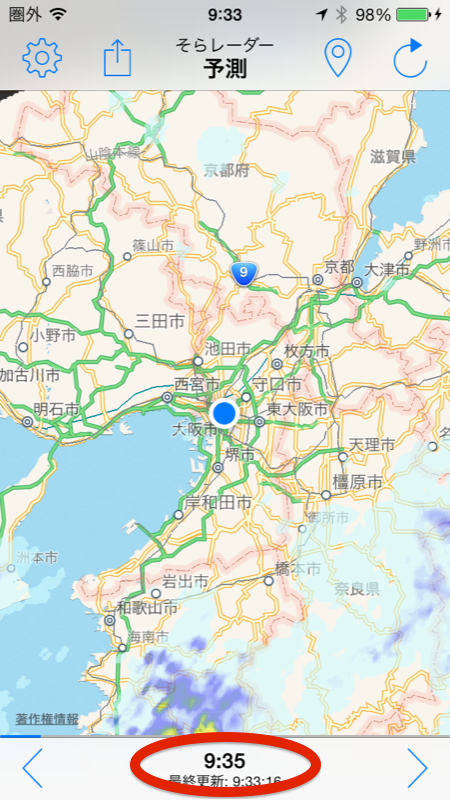 圏外 9:33 98%
そらレーダー
予測
山陰本線
京都府
滋賀県
9
篠山市
野洲市
京都
大津市
西脇市
三田市
小野市
池田市
枚方市
加古川市
西宮市
守口市
明石市
大阪市
東大阪市
堺市
天理市
橿原市
岸和田市
御所市
洲本市
橋本市
岩出市
奈良県
和歌山市
海南市
著作権情報
9:35
最終更新: 9:33:16